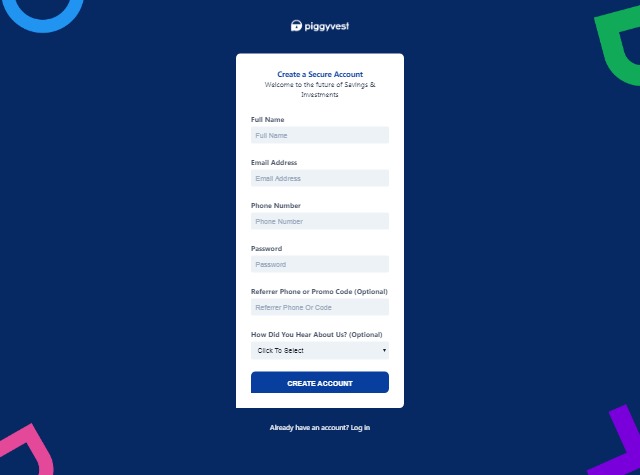 piggyvest
Create a Secure Account
Welcome to the future of Savings &
Investments
Full Name
Full Name
Email Address
Email Address
Phone Number
Phone Number
Password
Password
Referrer Phone or Promo Code (Optional)
Referrer Phone Or Code
How Did You Hear About Us? (Optional)
Click To Select
CREATE ACCOUNT
Already have an account? Log in